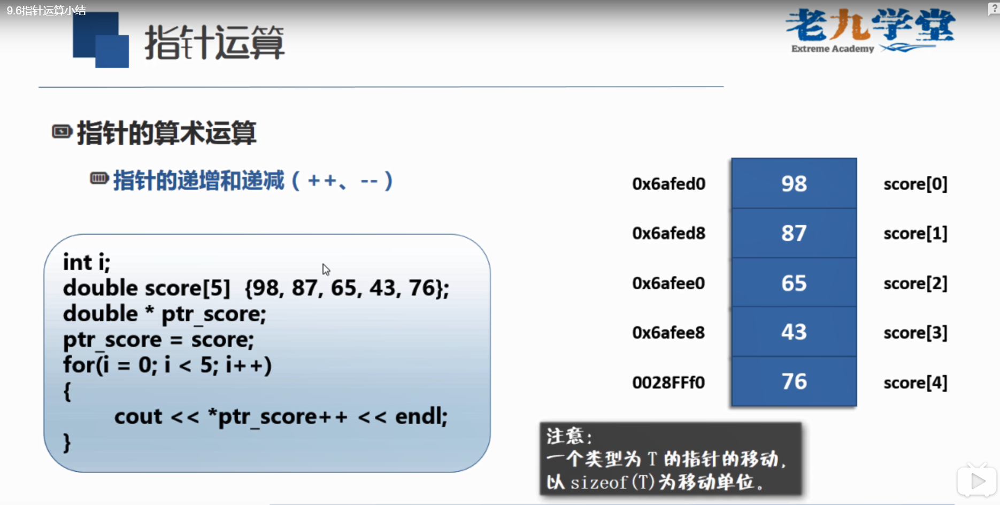 9.6指针运算小结
?
指针运算
老九学堂
Extreme Academy
指针的算术运算
指针的递增和递减（++、--）
int i;
double score[5]  {98, 87, 65, 43, 76};
double * ptr_score;
ptr_score = score;
for(i = 0; i < 5; i++)
{
cout << *ptr_score++ << endl;
}
0x6afed0 98 score[0]
0x6afed8 87 score[1]
0x6afee0 65 score[2]
0x6afee8 43 score[3]
0028FFf0 76 score[4]
注意：
一个类型为 T 的指针的移动，
以 sizeof(T)为移动单位。